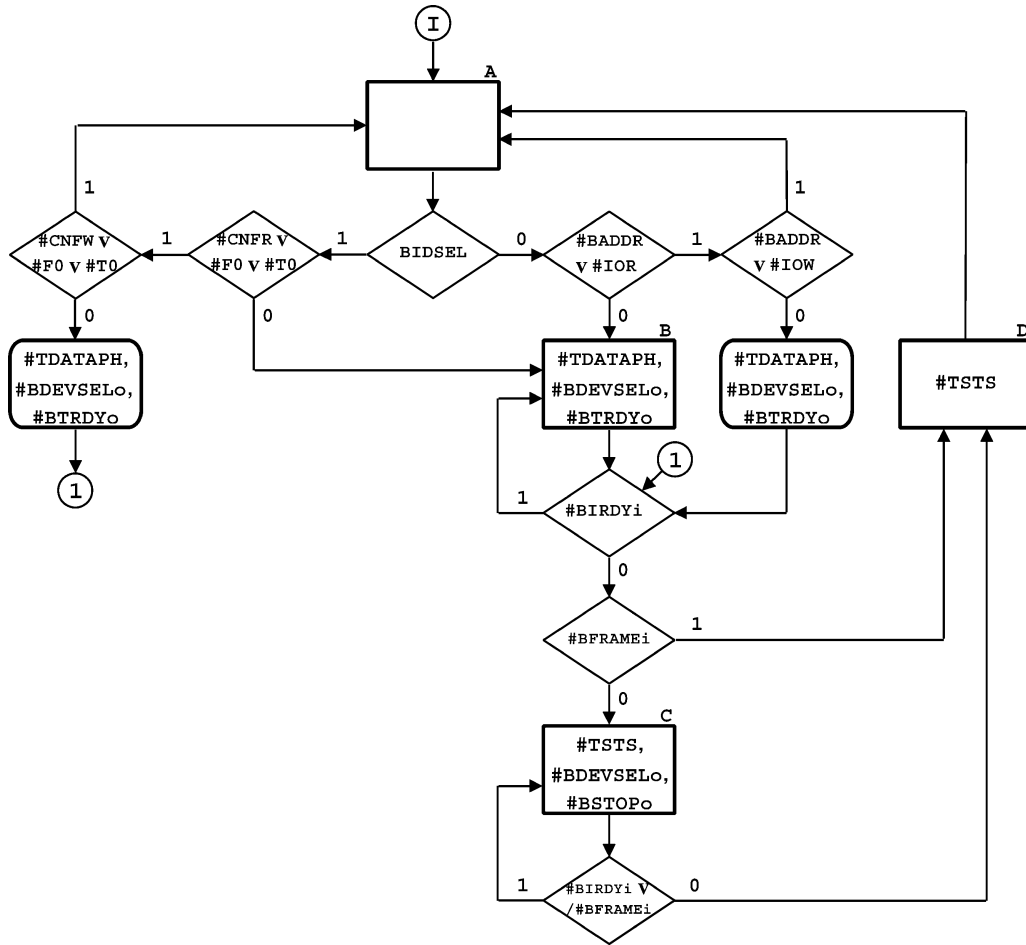 I
A
1
#CNFW v
#F0 v #T0
1
#CNFR v
#F0 v #T0
1
BIDSEL
0
#BADDR
v #IOR
1
#BADDR
v #IOW
1
0
#TDATAPH,
#BDEVSELo,
#BTRDYo
1
0
0
B
#TDATAPH,
#BDEVSELo,
#BTRDYo
0
#TDATAPH,
#BDEVSELo,
#BTRDYo
D
#TSTS
1
1
#BIRDYi
0
#BFRAMEi
1
0
C
#TSTS,
#BDEVSELo,
#BSTOPo
1
#BIRDYi v
/#BFRAMEi
0